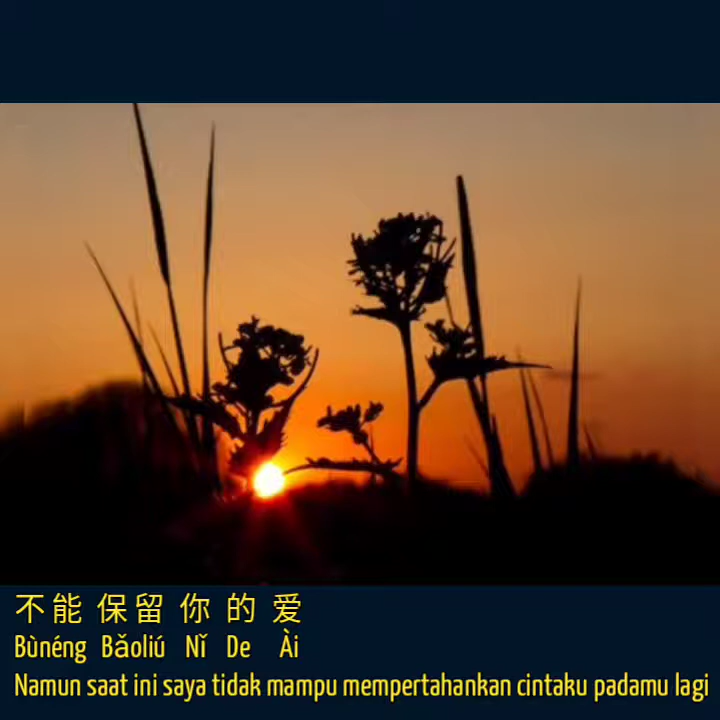 不能 保留 你 的 爱
Bùnéng Bǎoliú Nǐ De Ài
Namun saat ini saya tidak mampu mempertahankan cintaku padamu lagi